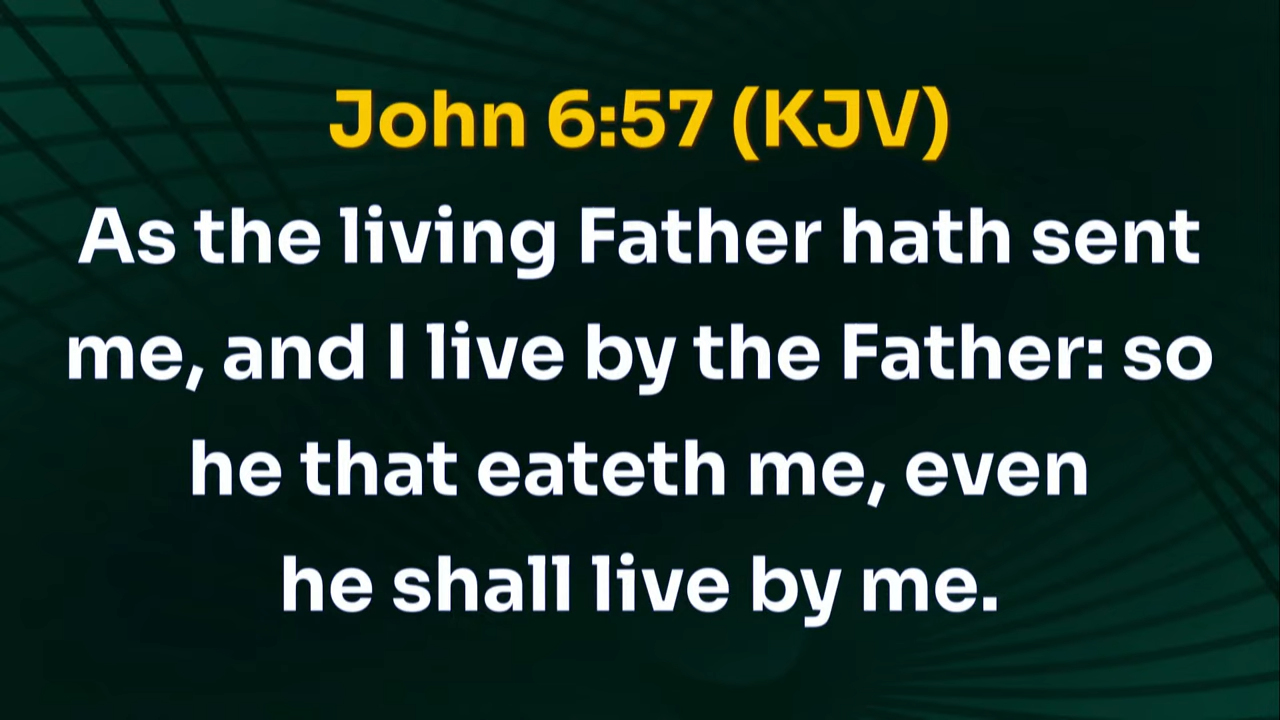 John 6:57 (KJV)
As the living Father hath sent
me, and I live by the Father: so
he that eateth me, even
he shall live by me.